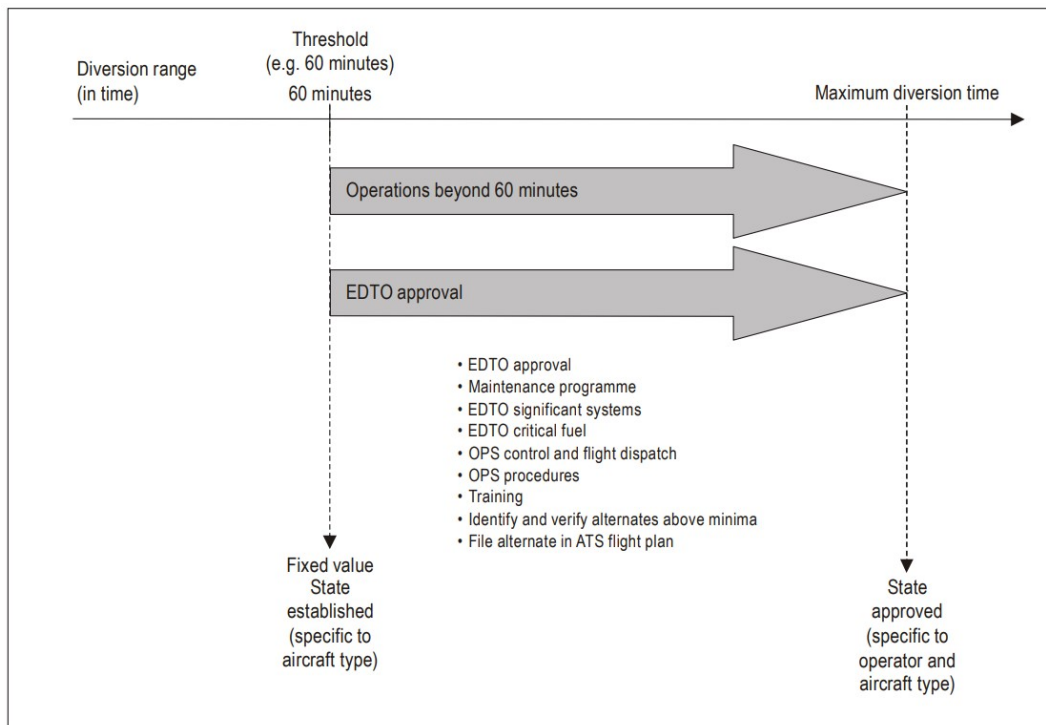 Threshold
(e.g. 60 minutes)
Diversion range
(in time)
60 minutes
Maximum diversion time
Operations beyond 60 minutes
EDTO approval
• EDTO approval
• Maintenance programme
• EDTO significant systems
• EDTO critical fuel
• OPS control and flight dispatch
• OPS procedures
• Training
• Identify and verify alternates above minima
• File alternate in ATS flight plan
Fixed value
State
established
(specific to
aircraft type)
State
approved
(specific to
operator and
aircraft type)